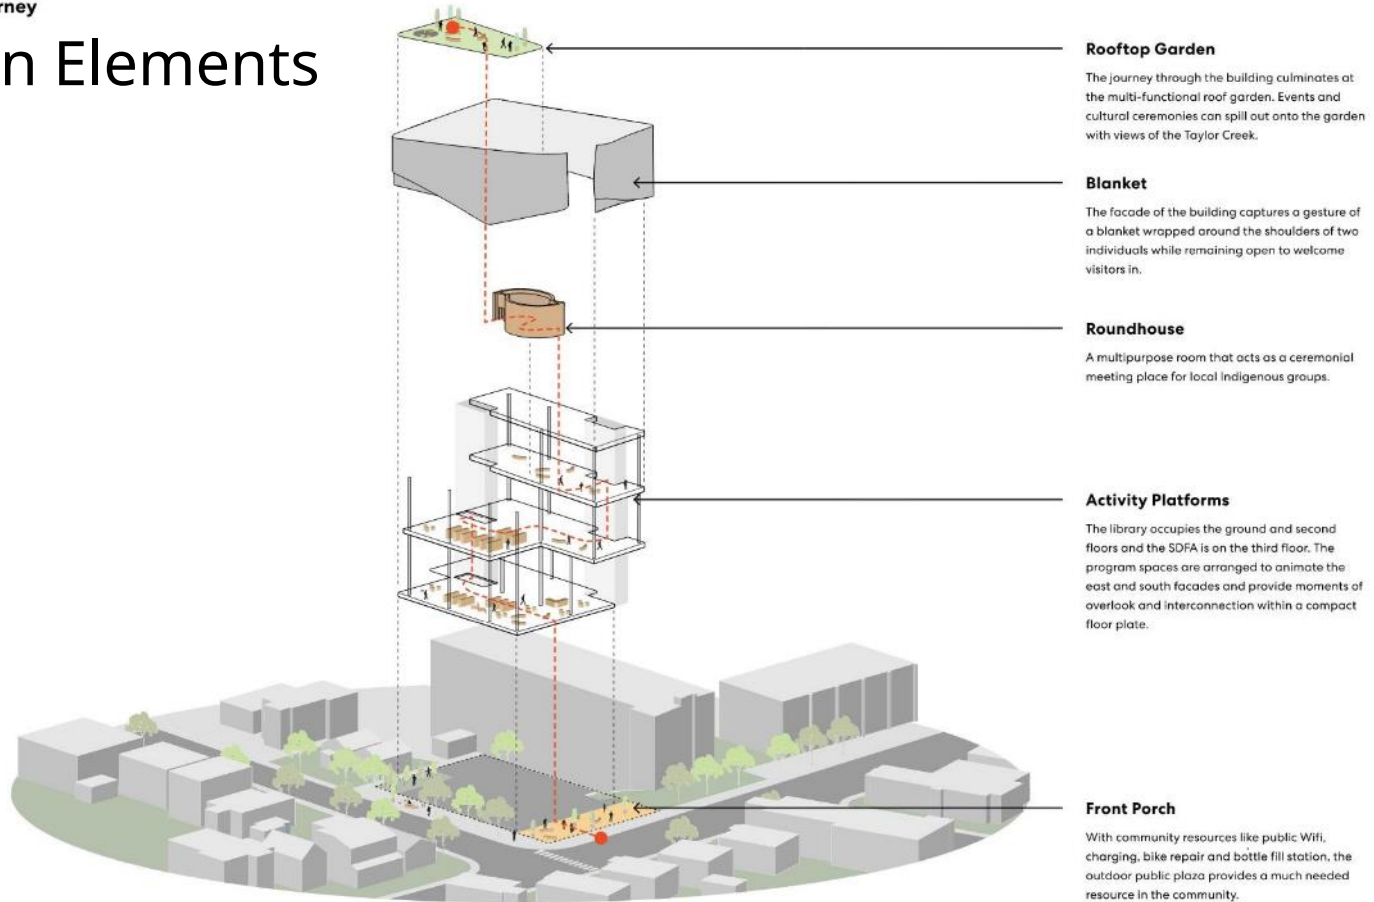 rney
n Elements
Rooftop Garden
The journey through the building culminates at
the multi-functional roof garden. Events and
cultural ceremonies can spill out onto the garden
with views of the Taylor Creek.
Blanket
The facade of the building captures a gesture of
a blanket wrapped around the shoulders of two
individuals while remaining open to welcome
visitors in.
Roundhouse
A multipurpose room that acts as a ceremonial
meeting place for local Indigenous groups.
Activity Platforms
The library occupies the ground and second
floors and the SDFA is on the third floor. The
program spaces are arranged to animate the
east and south facades and provide moments of
overlook and interconnection within a compact
floor plate.
Front Porch
With community resources like public Wifi,
charging, bike repair and bottle fill station, the
outdoor public plaza provides a much needed
resource in the community.